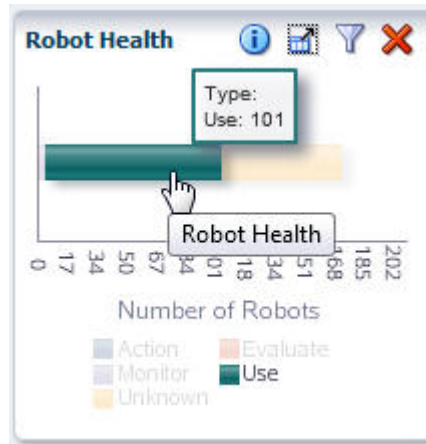 Robot Health
Type:
Use: 101
Robot Health
0 17 34 50 67 84 101 118 134 151 168 185 202
Number of Robots
Action Evaluate
Monitor Use
Unknown